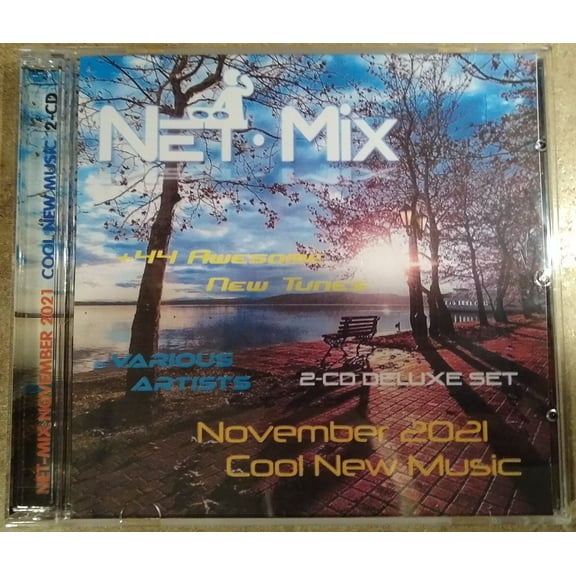 NET-MIX: NOVEMBER 2021 COOL NEW MUSIC 2-CD
NET•Mix
+44 Awesome
New Tunes
VARIOUS
ARTISTS
2-CD DELUXE SET
November 2021
Cool New Music